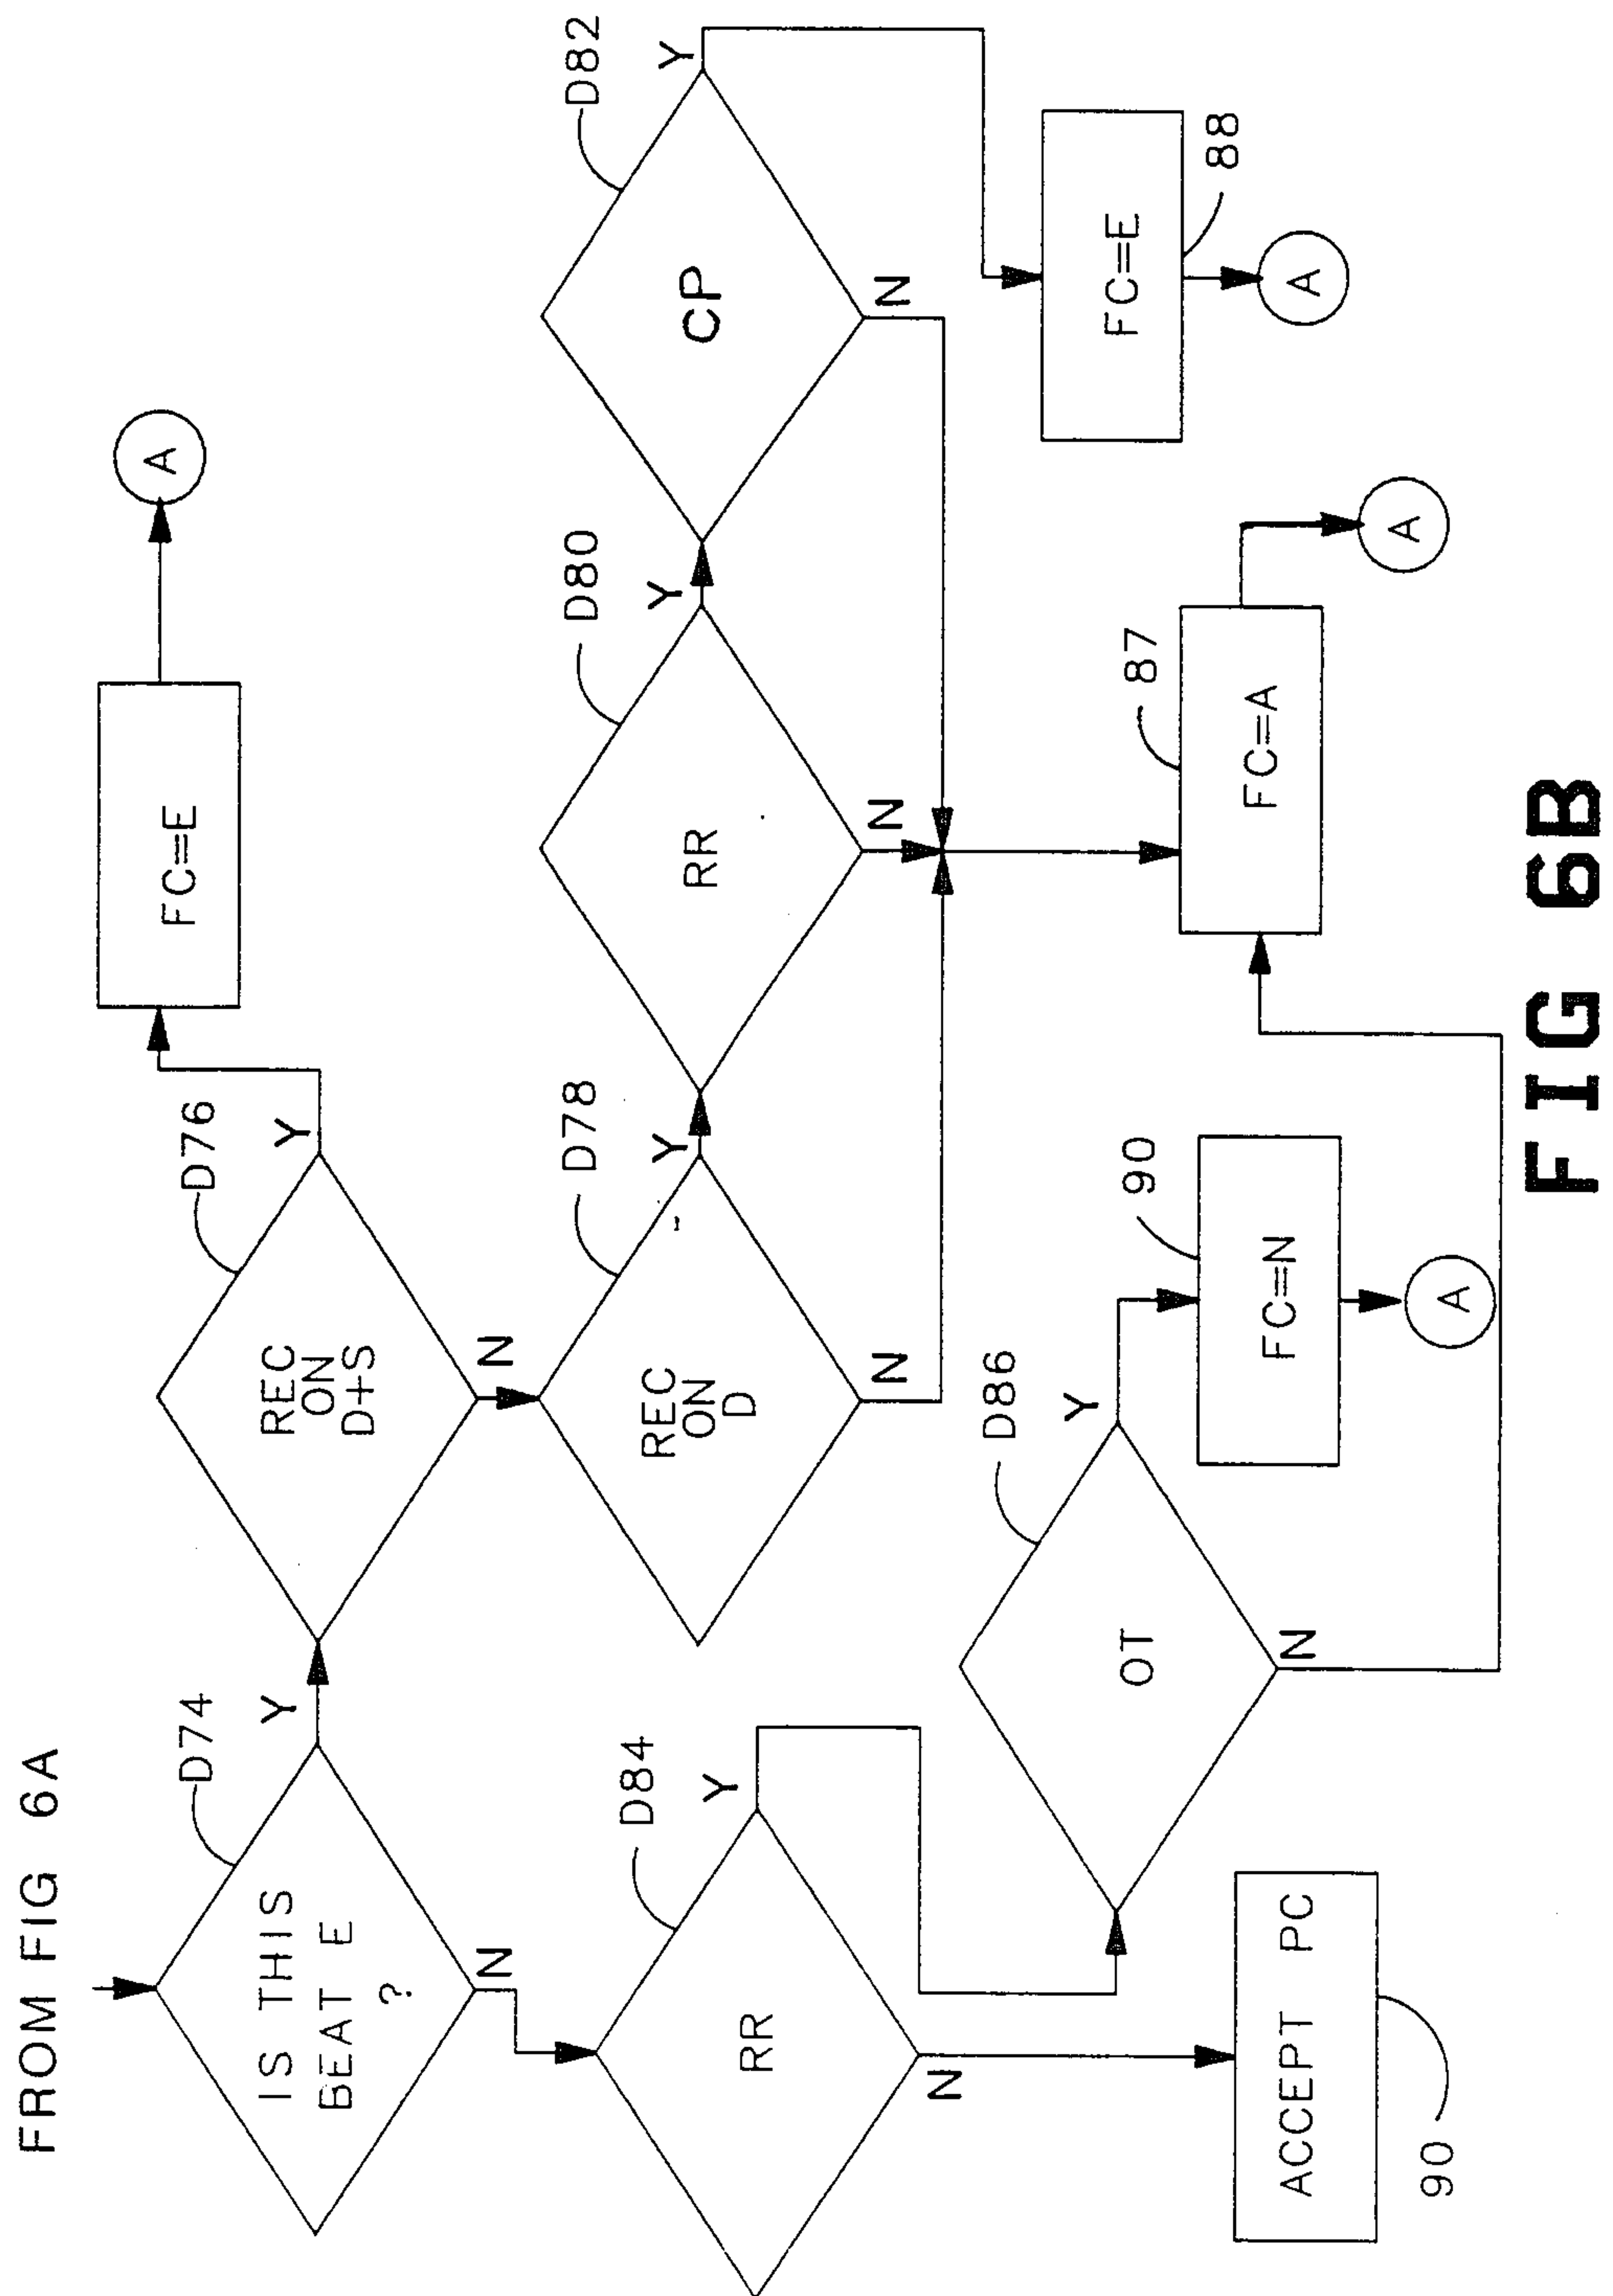 FROM FIG 6A
D74
IS THIS
BEAT E
?
Y
N
D76
REC
ON
D+S
Y
N
FC=E
A
D78
REC
ON
D
Y
N
D80
RR
Y
N
D82
CP
Y
N
FC=E
88
A
87
FC=A
A
D84
RR
Y
N
D86
OT
Y
N
90
FC=N
A
ACCEPT PC
90
FIG 6B